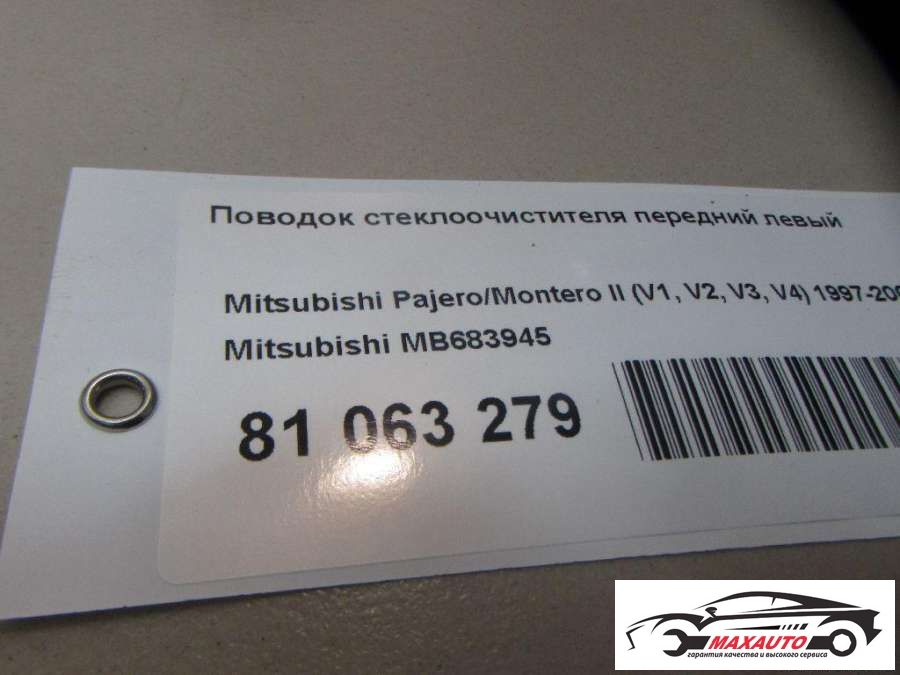 Поводок стеклоочистителя передний левый
Mitsubishi Pajero/Montero II (V1, V2, V3, V4) 1997-20
Mitsubishi MB683945
81 063 279
MAXAUTO
гарантия качества и высокого сервиса